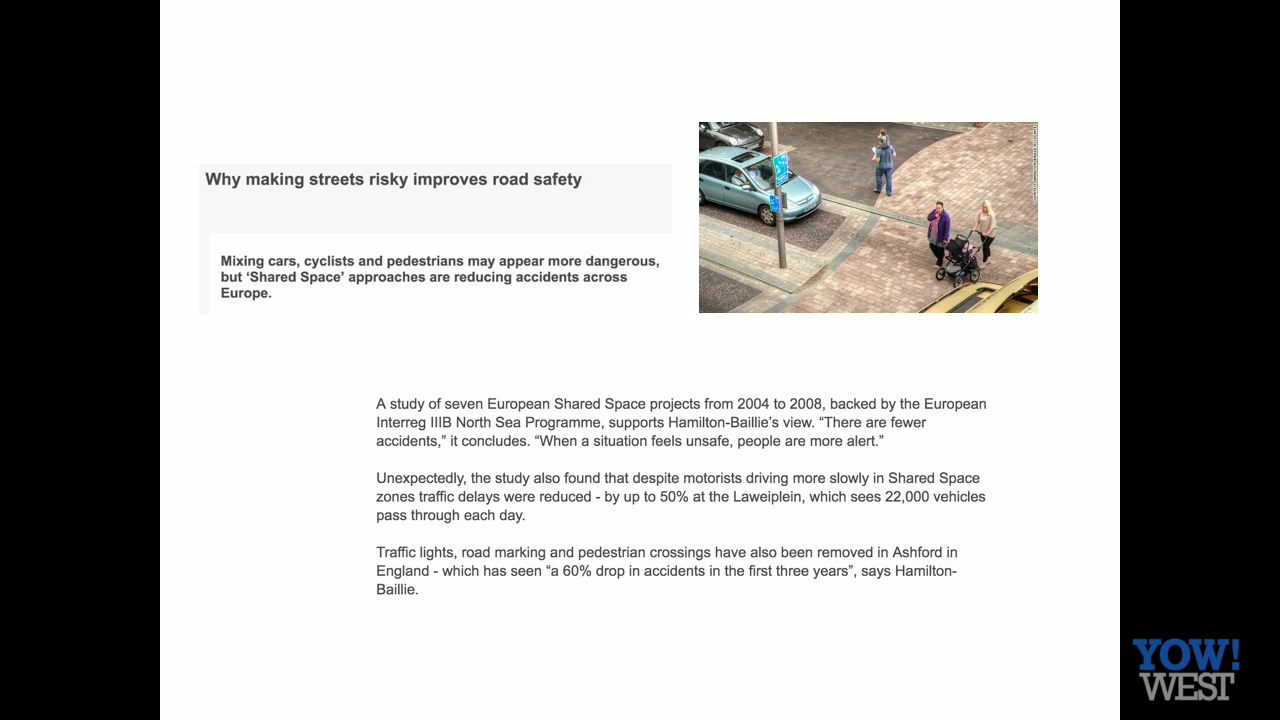 Why making streets risky improves road safety
Mixing cars, cyclists and pedestrians may appear more dangerous,
but ‘Shared Space’ approaches are reducing accidents across
Europe.
A study of seven European Shared Space projects from 2004 to 2008, backed by the European
Interreg IIIB North Sea Programme, supports Hamilton-Baillie’s view. “There are fewer
accidents,” it concludes. “When a situation feels unsafe, people are more alert.”
Unexpectedly, the study also found that despite motorists driving more slowly in Shared Space
zones traffic delays were reduced - by up to 50% at the Laweiplein, which sees 22,000 vehicles
pass through each day.
Traffic lights, road marking and pedestrian crossings have also been removed in Ashford in
England - which has seen “a 60% drop in accidents in the first three years”, says Hamilton-
Baillie.
YOW!
WEST